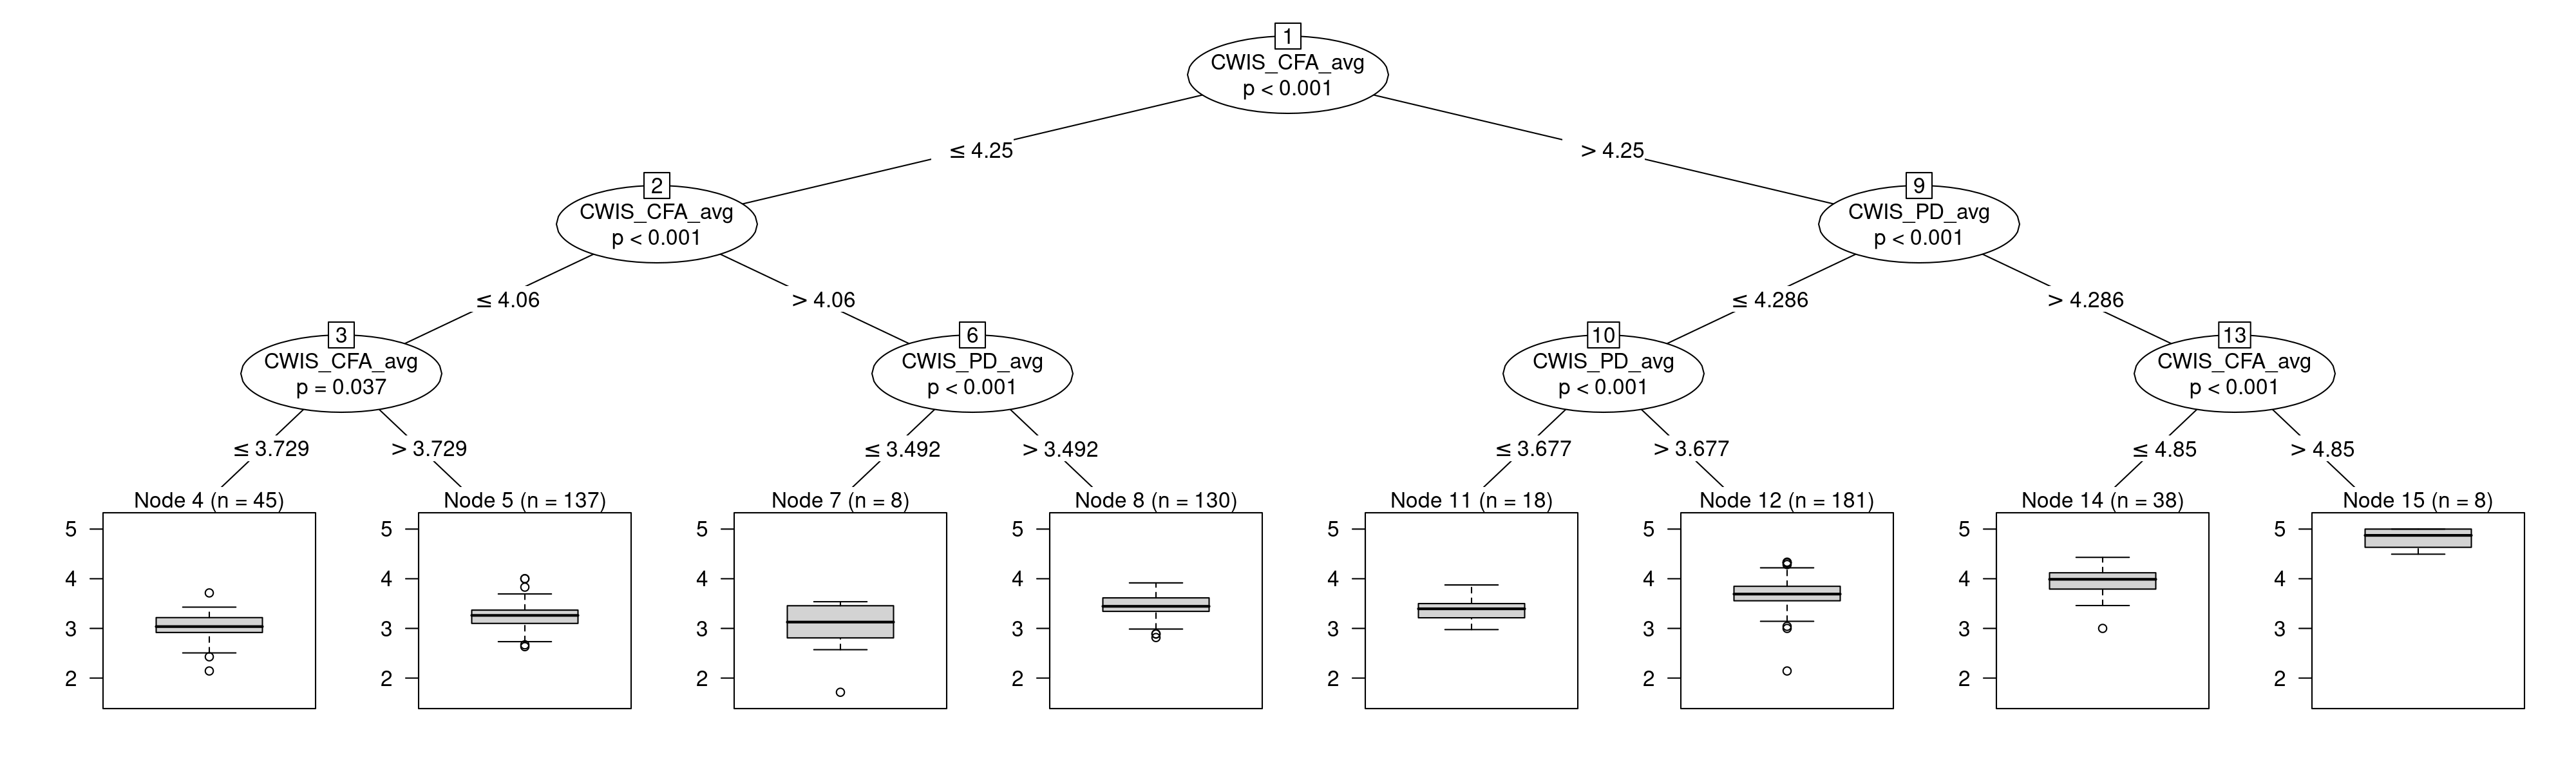 1
CWIS_CFA_avg
p < 0.001
≤ 4.25
> 4.25
2
CWIS_CFA_avg
p < 0.001
9
CWIS_PD_avg
p < 0.001
≤ 4.06
> 4.06
≤ 4.286
> 4.286
3
CWIS_CFA_avg
p = 0.037
6
CWIS_PD_avg
p < 0.001
10
CWIS_PD_avg
p < 0.001
13
CWIS_CFA_avg
p < 0.001
≤ 3.729
> 3.729
≤ 3.492
> 3.492
≤ 3.677
> 3.677
≤ 4.85
> 4.85
Node 4 (n = 45)
5
4
3
2
Node 5 (n = 137)
5
4
3
2
Node 7 (n = 8)
5
4
3
2
Node 8 (n = 130)
5
4
3
2
Node 11 (n = 18)
5
4
3
2
Node 12 (n = 181)
5
4
3
2
Node 14 (n = 38)
5
4
3
2
Node 15 (n = 8)
5
4
3
2